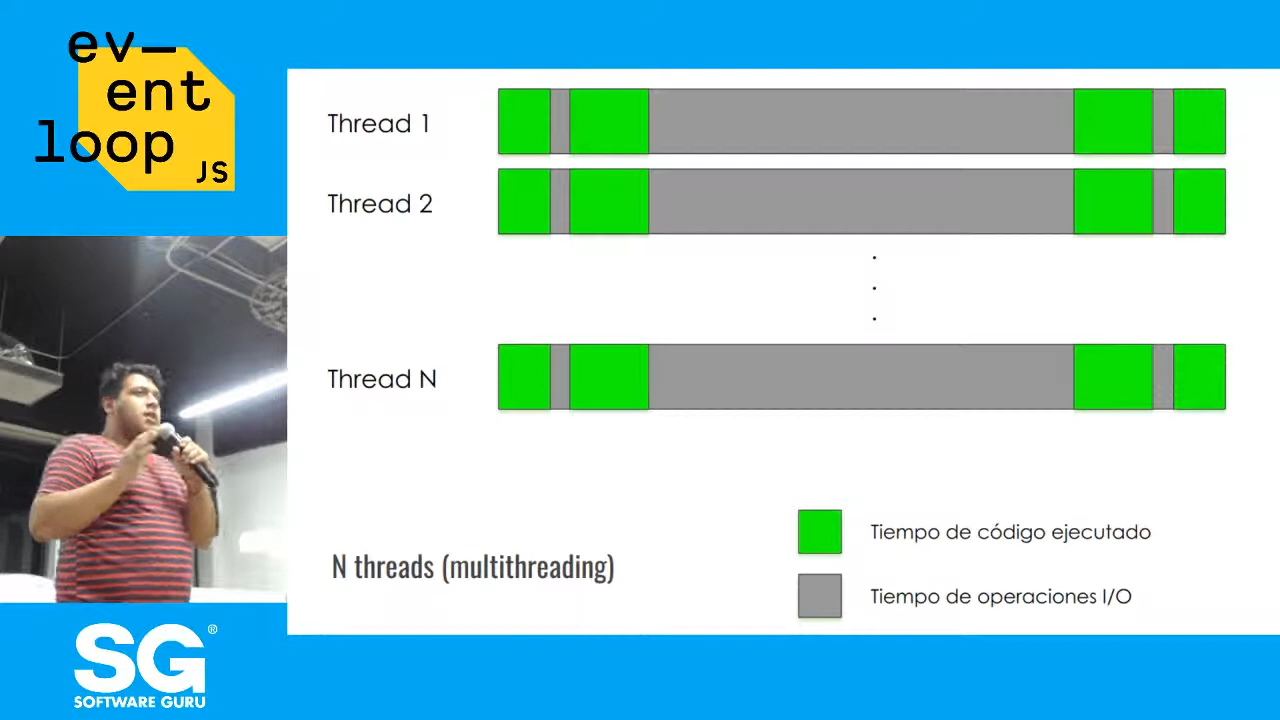 ev—
ent
loop
JS
Thread 1
Thread 2
Thread N
N threads (multithreading)
Tiempo de código ejecutado
Tiempo de operaciones I/O
SG®
SOFTWARE GURU